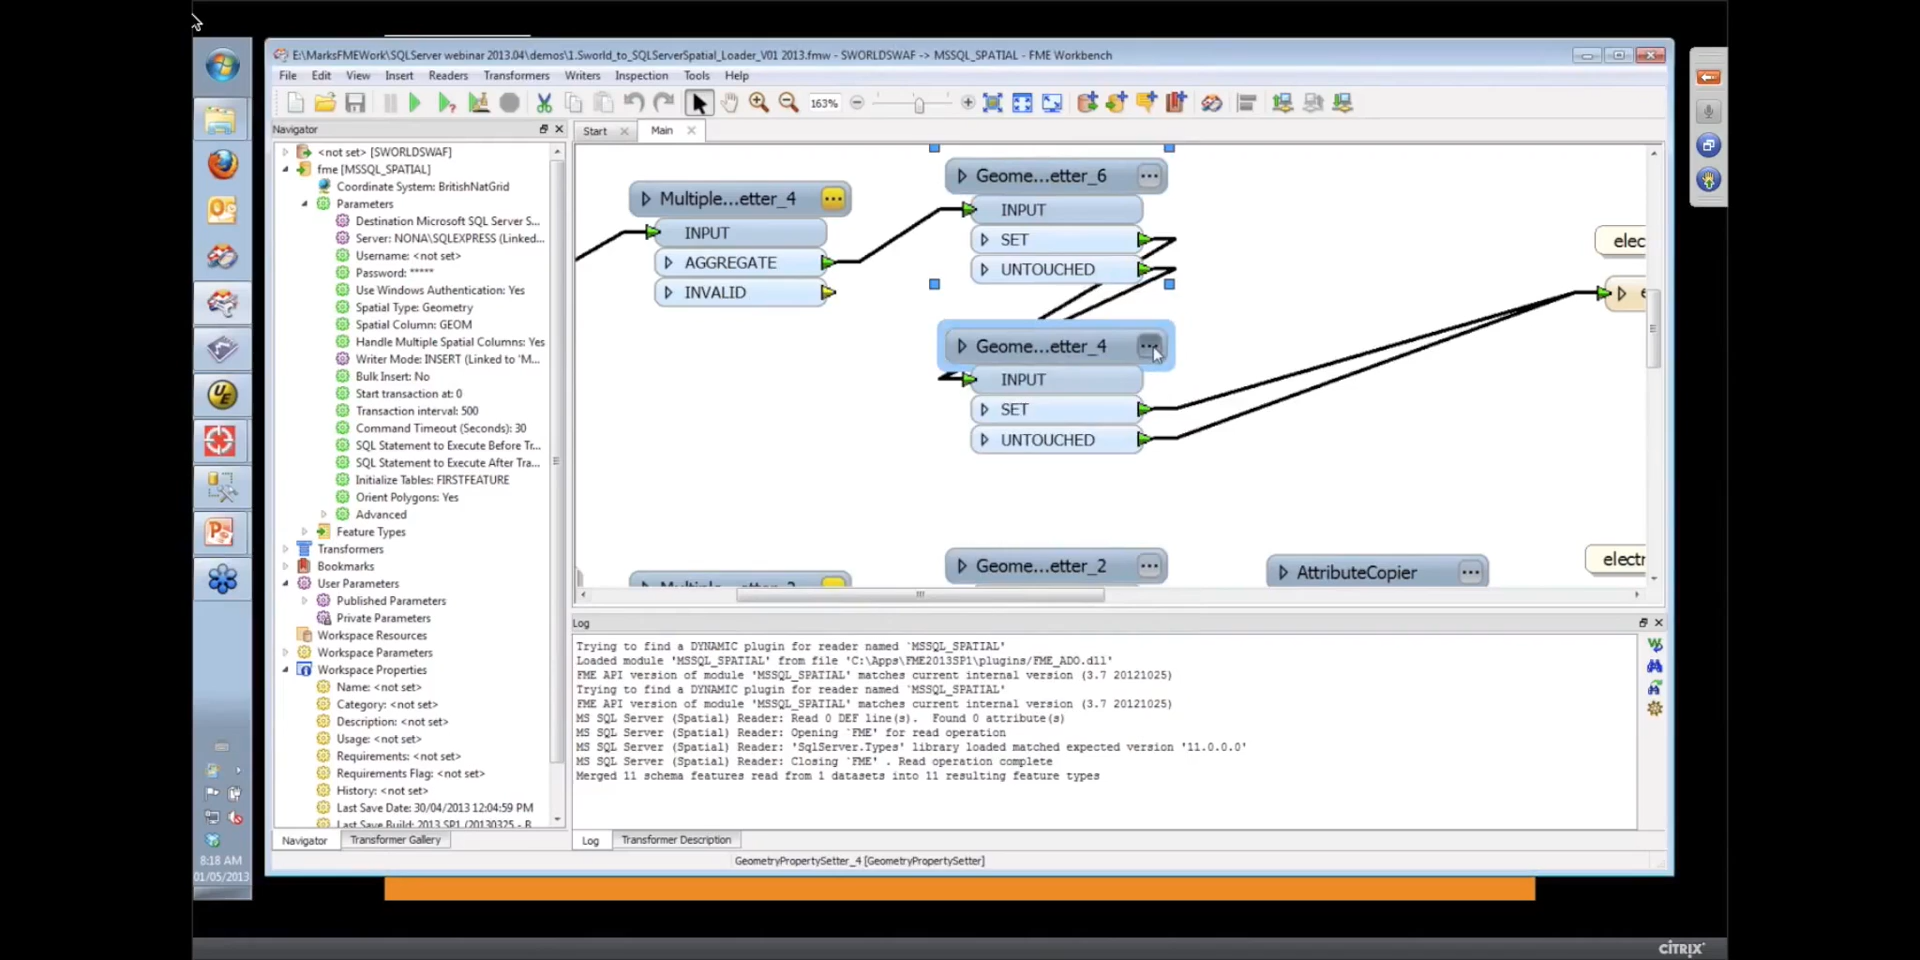 E:\MarksFMEWork\SQLServer webinar 2013.04\demos\1.Sworld_to_SQLServerSpatial_Loader_V01 2013.fmw - SWORLDSWAF -> MSSQL_SPATIAL - FME Workbench
File Edit View Insert Readers Transformers Writers Inspection Tools Help
163%
Navigator
Start
Main
<not set> [SWORLDSWAF]
fme [MSSQL_SPATIAL]
Coordinate System: BritishNatGrid
Parameters
Destination Microsoft SQL Server S...
Server: NONA\SQLEXPRESS (Linked...
Username: <not set>
Password: *****
Use Windows Authentication: Yes
Spatial Type: Geometry
Spatial Column: GEOM
Handle Multiple Spatial Columns: Yes
Writer Mode: INSERT (Linked to 'M...
Bulk Insert: No
Start transaction at: 0
Transaction interval: 500
Command Timeout (Seconds): 30
SQL Statement to Execute Before Tr...
SQL Statement to Execute After Tra...
Initialize Tables: FIRSTFEATURE
Orient Polygons: Yes
Advanced
Feature Types
Transformers
Bookmarks
User Parameters
Published Parameters
Private Parameters
Workspace Resources
Workspace Parameters
Workspace Properties
Name: <not set>
Category: <not set>
Description: <not set>
Usage: <not set>
Requirements: <not set>
Requirements Flag: <not set>
History: <not set>
Last Save Date: 30/04/2013 12:04:59 PM
Last Save Build: 2013 SP1 (20130325 - B
Navigator
Transformer Gallery
Multiple...etter_4
INPUT
AGGREGATE
INVALID
Geome...etter_6
INPUT
SET
UNTOUCHED
Geome...etter_4
INPUT
SET
UNTOUCHED
elec
Geome...etter_2
AttributeCopier
electr
Log
Trying to find a DYNAMIC plugin for reader named `MSSQL_SPATIAL'
Loaded module 'MSSQL_SPATIAL' from file 'C:\Apps\FME2013SP1\plugins/FME_ADO.dll'
FME API version of module 'MSSQL_SPATIAL' matches current internal version (3.7 20121025)
Trying to find a DYNAMIC plugin for reader named `MSSQL_SPATIAL'
FME API version of module 'MSSQL_SPATIAL' matches current internal version (3.7 20121025)
MS SQL Server (Spatial) Reader: Read 0 DEF line(s).  Found 0 attribute(s)
MS SQL Server (Spatial) Reader: Opening `FME' for read operation
MS SQL Server (Spatial) Reader: 'SqlServer.Types' library loaded matched expected version '11.0.0.0'
MS SQL Server (Spatial) Reader: Closing `FME' . Read operation complete
Merged 11 schema features read from 1 datasets into 11 resulting feature types
Log
Transformer Description
GeometryPropertySetter_4 [GeometryPropertySetter]
8:18 AM
01/05/2013
CITRIX